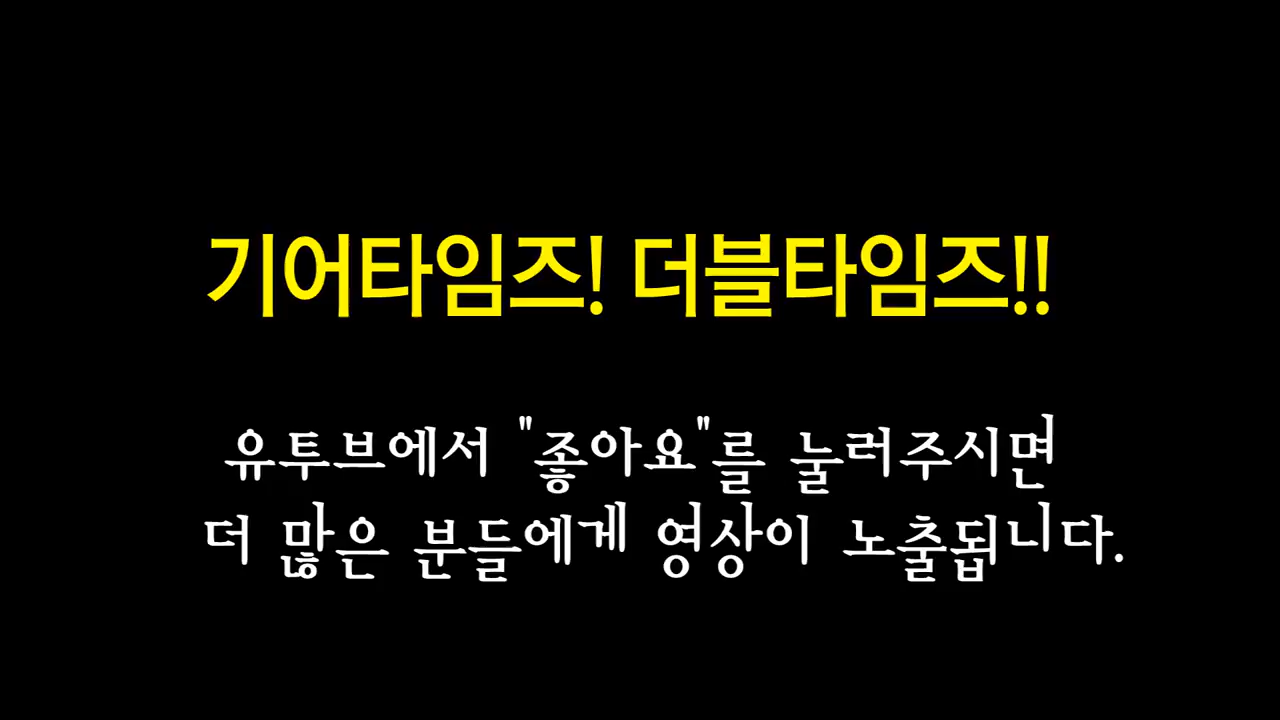 기어타임즈! 더블타임즈!!
유투브에서 "좋아요"를 눌러주시면
더 많은 분들에게 영상이 노출됩니다.